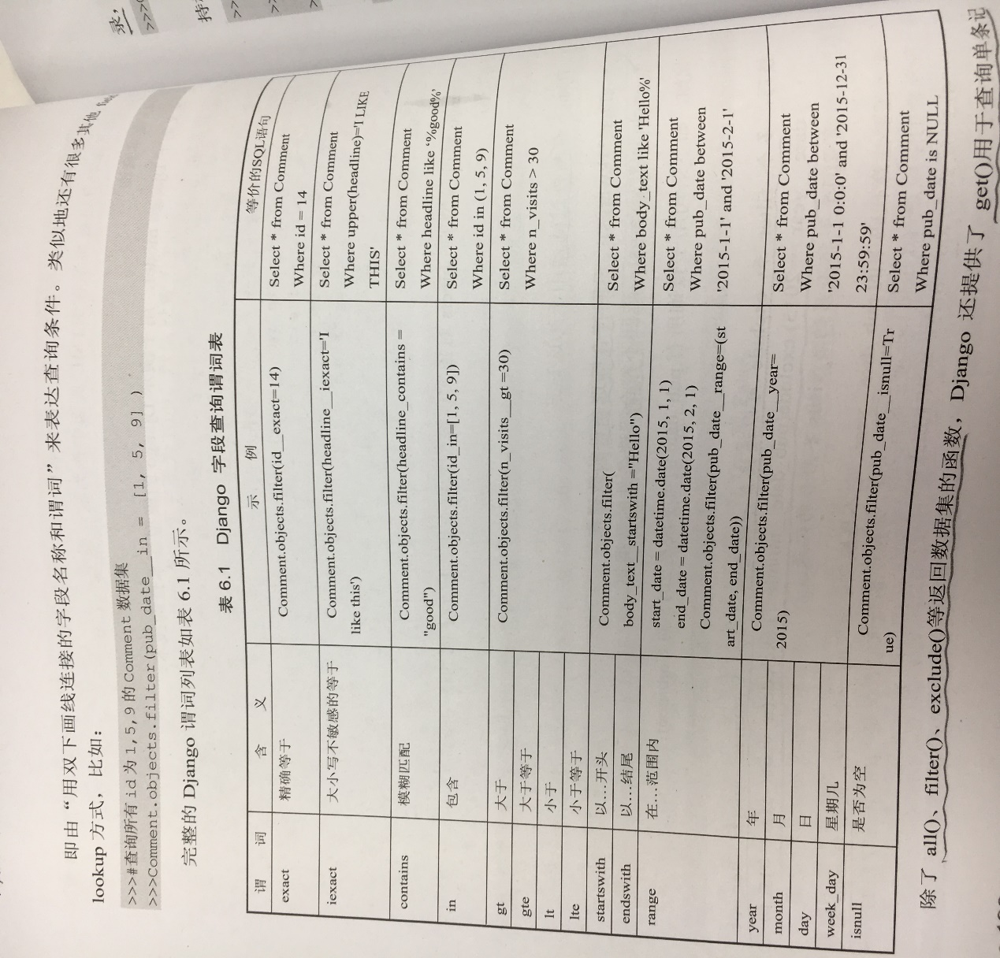 录，
持
即由“用双下画线连接的字段名称和谓词”来表达查询条件。类似地还有很多其他
lookup 方式，比如：
>>>#查询所有 id 为 1,5,9 的 Comment 数据集
>>>Comment.objects.filter(pub_date__in = [1, 5, 9] )
完整的 Django 谓词列表如表 6.1 所示。
表 6.1 Django 字段查询谓词表
谓 词 含 义 示 例 等价的SQL语句
exact 精确等于 Comment.objects.filter(id__exact=14) Select * from Comment
Where id = 14
iexact 大小写不敏感的等于 Comment.objects.filter(headline__iexact='I Select * from Comment
like this') Where upper(headline)='I LIKE
THIS'
contains 模糊匹配 Comment.objects.filter(headline_contains = Select * from Comment
"good") Where headline like '%good%'
in 包含 Comment.objects.filter(id_in=[1, 5, 9]) Select * from Comment
Where id in (1, 5, 9)
gt 大于 Comment.objects.filter(n_visits__gt =30) Select * from Comment
gte 大于等于 Where n_visits > 30
lt 小于
lte 小于等于
startswith 以…开头 Comment.objects.filter( Select * from Comment
endswith 以…结尾 body_text__startswith ="Hello") Where body_text like 'Hello%'
range 在…范围内 start_date = datetime.date(2015, 1, 1) Select * from Comment
end_date = datetime.date(2015, 2, 1) Where pub_date between
Comment.objects.filter(pub_date__range=(st '2015-1-1' and '2015-2-1'
art_date, end_date))
year 年 Comment.objects.filter(pub_date__year= Select * from Comment
month 月 2015) Where pub_date between
day 日 '2015-1-1 0:0:0' and '2015-12-31
week_day 星期几 23:59:59'
isnull 是否为空 Comment.objects.filter(pub_date__isnull=Tr Select * from Comment
ue) Where pub_date is NULL
除了 all()、filter()、exclude()等返回数据集的函数，Django 还提供了 get()用于查询单条记